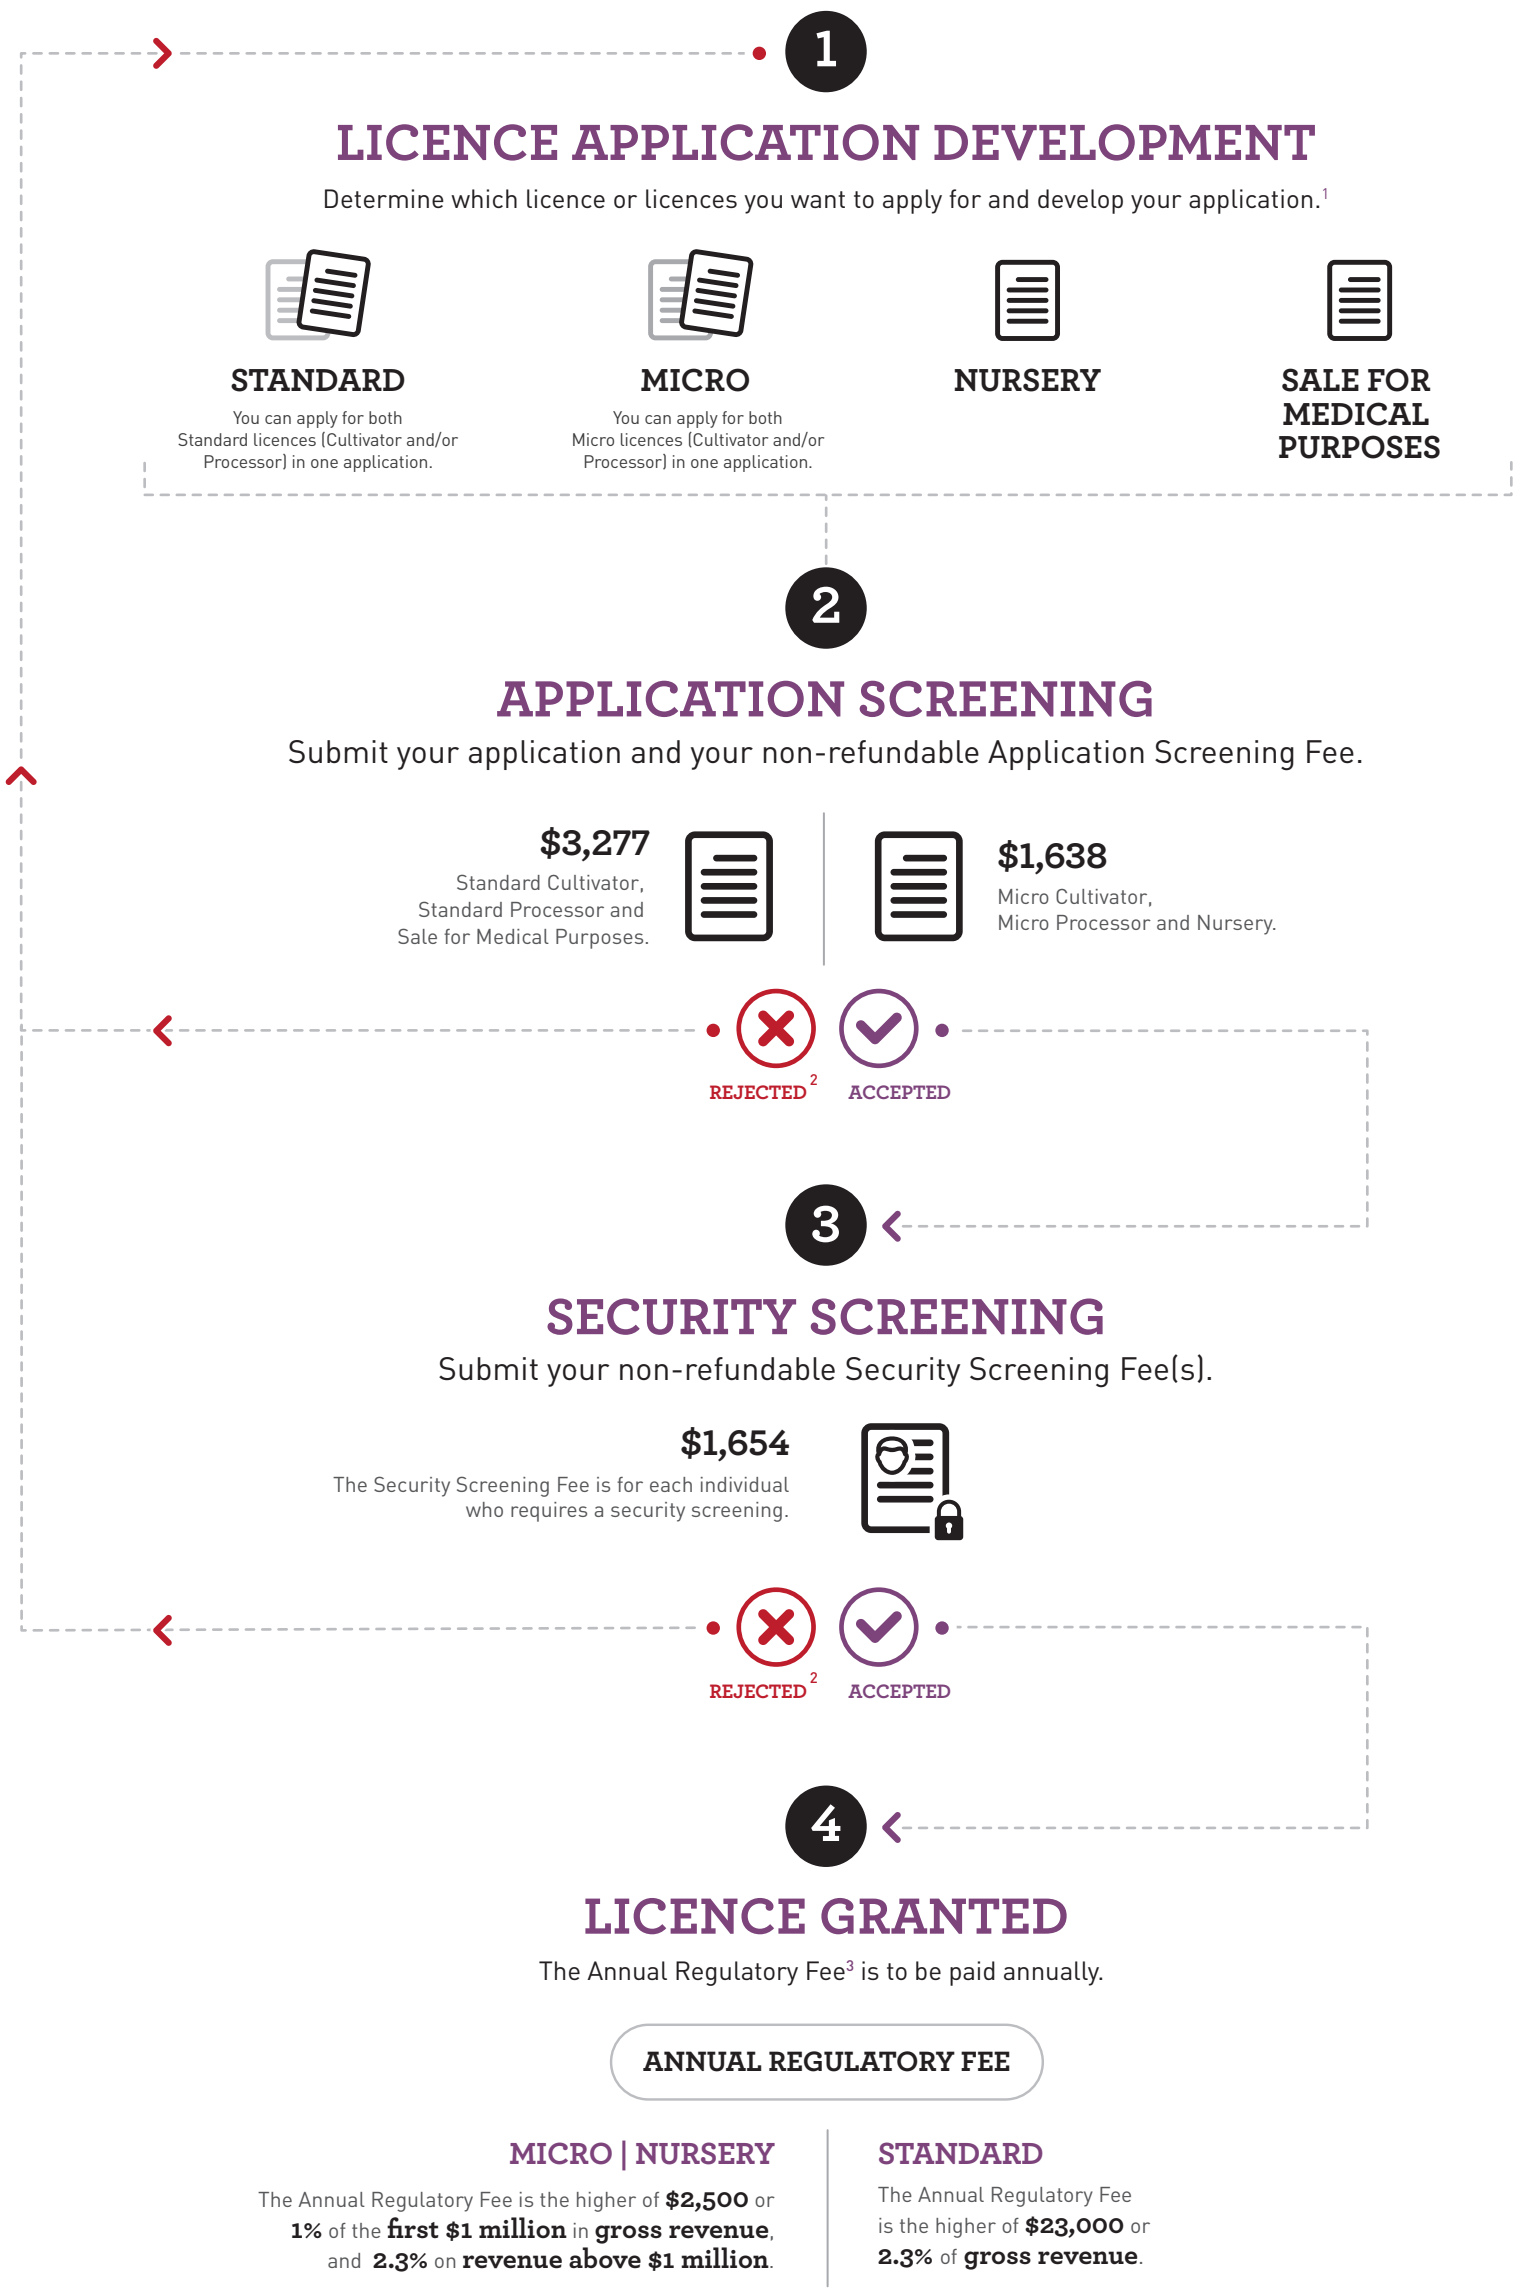 1
LICENCE APPLICATION DEVELOPMENT
Determine which licence or licences you want to apply for and develop your application.1
STANDARD
You can apply for both
Standard licences (Cultivator and/or
Processor) in one application.
MICRO
You can apply for both
Micro licences (Cultivator and/or
Processor) in one application.
NURSERY
SALE FOR
MEDICAL
PURPOSES
2
APPLICATION SCREENING
Submit your application and your non-refundable Application Screening Fee.
$3,277
Standard Cultivator,
Standard Processor and
Sale for Medical Purposes.
$1,638
Micro Cultivator,
Micro Processor and Nursery.
REJECTED2
ACCEPTED
3
SECURITY SCREENING
Submit your non-refundable Security Screening Fee(s).
$1,654
The Security Screening Fee is for each individual
who requires a security screening.
REJECTED2
ACCEPTED
4
LICENCE GRANTED
The Annual Regulatory Fee3 is to be paid annually.
ANNUAL REGULATORY FEE
MICRO | NURSERY
The Annual Regulatory Fee is the higher of $2,500 or
1% of the first $1 million in gross revenue,
and 2.3% on revenue above $1 million.
STANDARD
The Annual Regulatory Fee
is the higher of $23,000 or
2.3% of gross revenue.